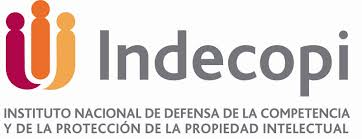 Indecopi
INSTITUTO NACIONAL DE DEFENSA DE LA COMPETENCIA
Y DE LA PROTECCIÓN DE LA PROPIEDAD INTELECTUAL